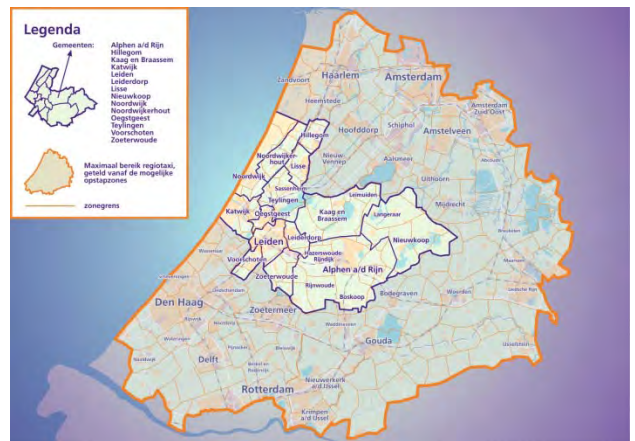 Legenda
Gemeenten:
Alphen a/d Rijn
Hillegom
Kaag en Braassem
Katwijk
Leiden
Leiderdorp
Lisse
Nieuwkoop
Noordwijk
Noordwijkerhout
Oegstgeest
Teylingen
Voorschoten
Zoeterwoude
Maximaal bereik regiotaxi,
geteld vanaf de mogelijke
opstapzones
zonegrens
Zandvoort
Haarlem
Amsterdam
Heemstede
Amsterdam
Zuid Oost
Hoofddorp
Schiphol
Amstelveen
Hillegom
Noordwijker-
hout
Lisse
Nieuw-
Vennep
Aalsmeer
Noordwijk
Uithoorn
Sassenheim
Teylingen
Leimuiden
Mijdrecht
Katwijk
Oegstgeest
Kaag en
Braassem
Langeraar
Leiden
Leiderdorp
Nieuwkoop
Voorschoten
Hazerswoude-
Rijndijk
Alphen a/d Rijn
Zoeterwoude
Rijnwoude
Boskoop
Bodegraven
Woerden
Den Haag
Zoetermeer
Gouda
Delft
Rotterdam
Nieuwerkerk
a/d IJssel
Krimpen
a/d IJssel